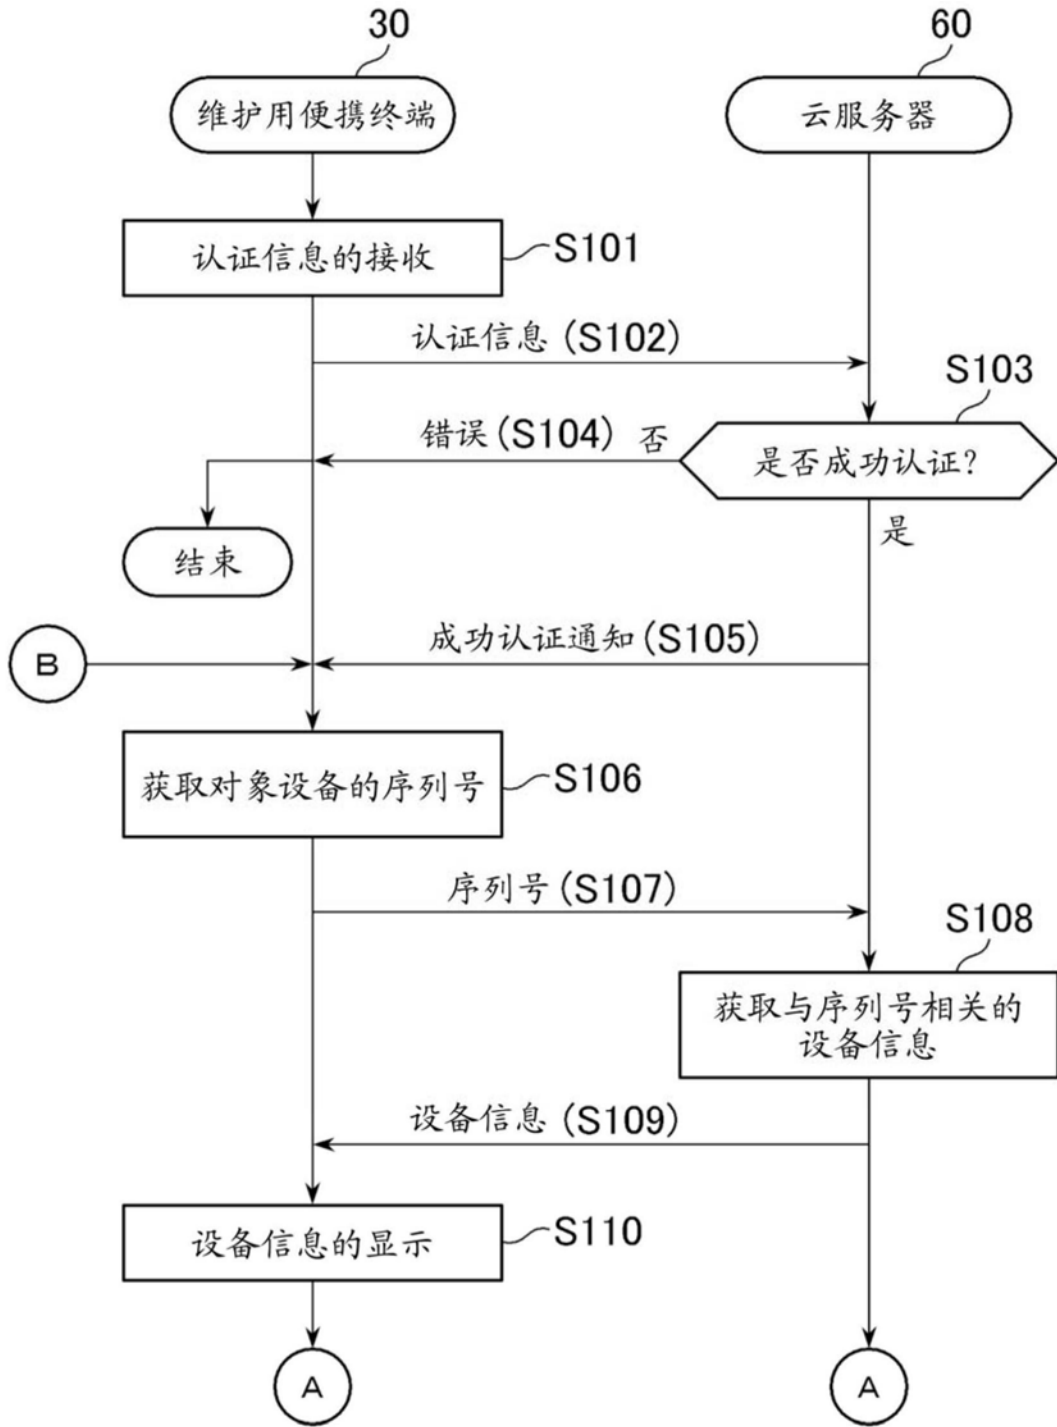 30
60
维护用便携终端
云服务器
认证信息的接收
S101
认证信息 (S102)
S103
错误 (S104) 否
是否成功认证?
是
结束
成功认证通知 (S105)
B
获取对象设备的序列号
S106
序列号 (S107)
S108
获取与序列号相关的
设备信息
设备信息 (S109)
设备信息的显示
S110
A
A